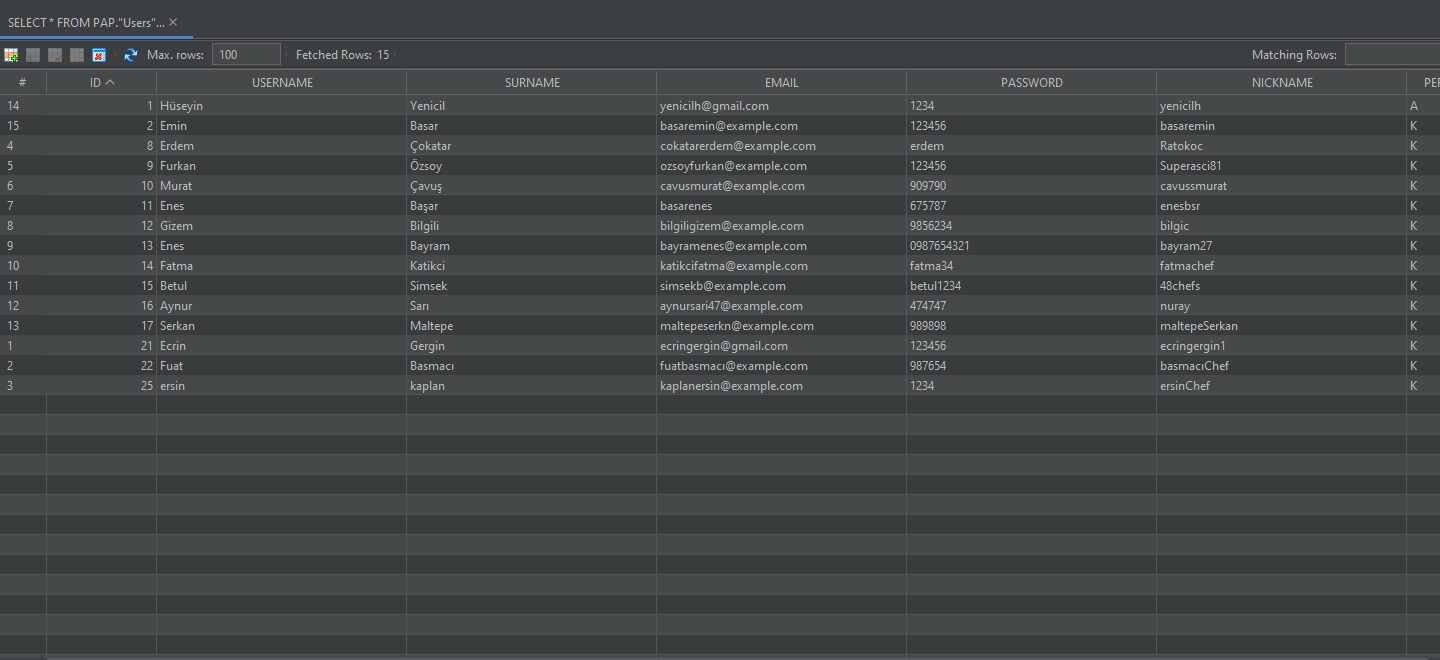 SELECT * FROM PAP."Users"...
Max. rows: 100 Fetched Rows: 15 Matching Rows:
# ID USERNAME SURNAME EMAIL PASSWORD NICKNAME PER
14 1 Hüseyin Yenicil yenicilh@gmail.com 1234 yenicilh A
15 2 Emin Basar basaremin@example.com 123456 basaremin K
4 8 Erdem Çokatar cokatarerdem@example.com erdem Ratokoc K
5 9 Furkan Özsoy ozsoyfurkan@example.com 123456 Superasci81 K
6 10 Murat Çavuş cavusmurat@example.com 909790 cavussmurat K
7 11 Enes Başar basarenes 675787 enesbsr K
8 12 Gizem Bilgili bilgiligizem@example.com 9856234 bilgic K
9 13 Enes Bayram bayramenes@example.com 0987654321 bayram27 K
10 14 Fatma Katikci katikcifatma@example.com fatma34 fatmachef K
11 15 Betul Simsek simsekb@example.com betul1234 48chefs K
12 16 Aynur Sarı aynursari47@example.com 474747 nuray K
13 17 Serkan Maltepe maltepeserkn@example.com 989898 maltepeSerkan K
1 21 Ecrin Gergin ecringergin@gmail.com 123456 ecringergin1 K
2 22 Fuat Basmacı fuatbasmacı@example.com 987654 basmacıChef K
3 25 ersin kaplan kaplanersin@example.com 1234 ersinChef K